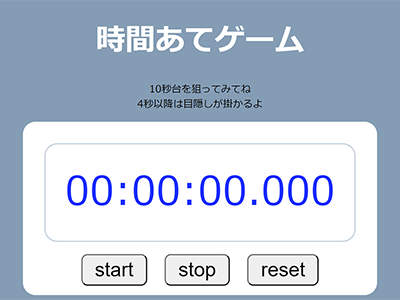 時間あてゲーム
10秒台を狙ってみてね
4秒以降は目隠しが掛かるよ
00:00:00.000
start stop reset